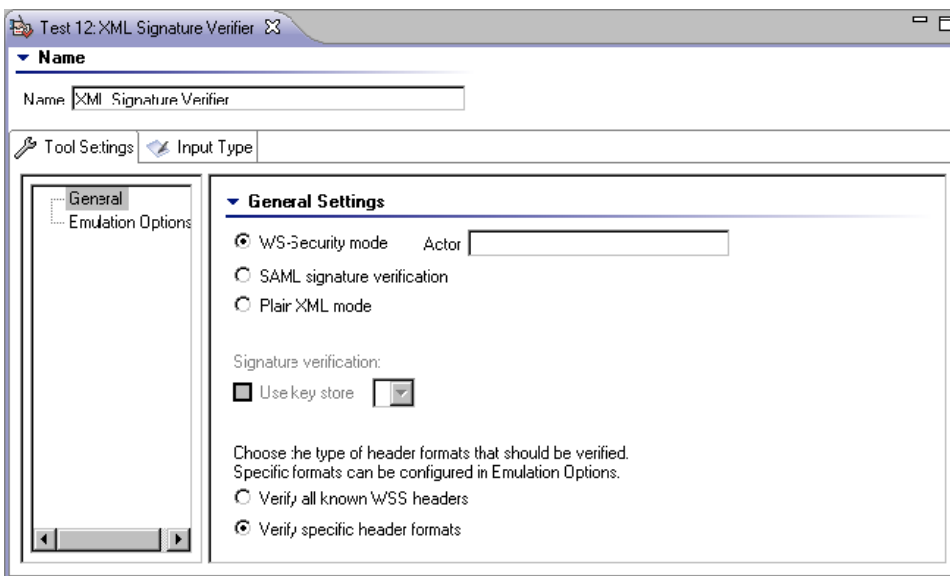 Test 12: XML Signature Verifier
Name
Name XML Signature Verifier
Tool Settings Input Type
General
Emulation Options
General Settings
WS-Security mode Actor
SAML signature verification
Plain XML mode
Signature verification:
Use key store
Choose the type of header formats that should be verified.
Specific formats can be configured in Emulation Options.
Verify all known WSS headers
Verify specific header formats